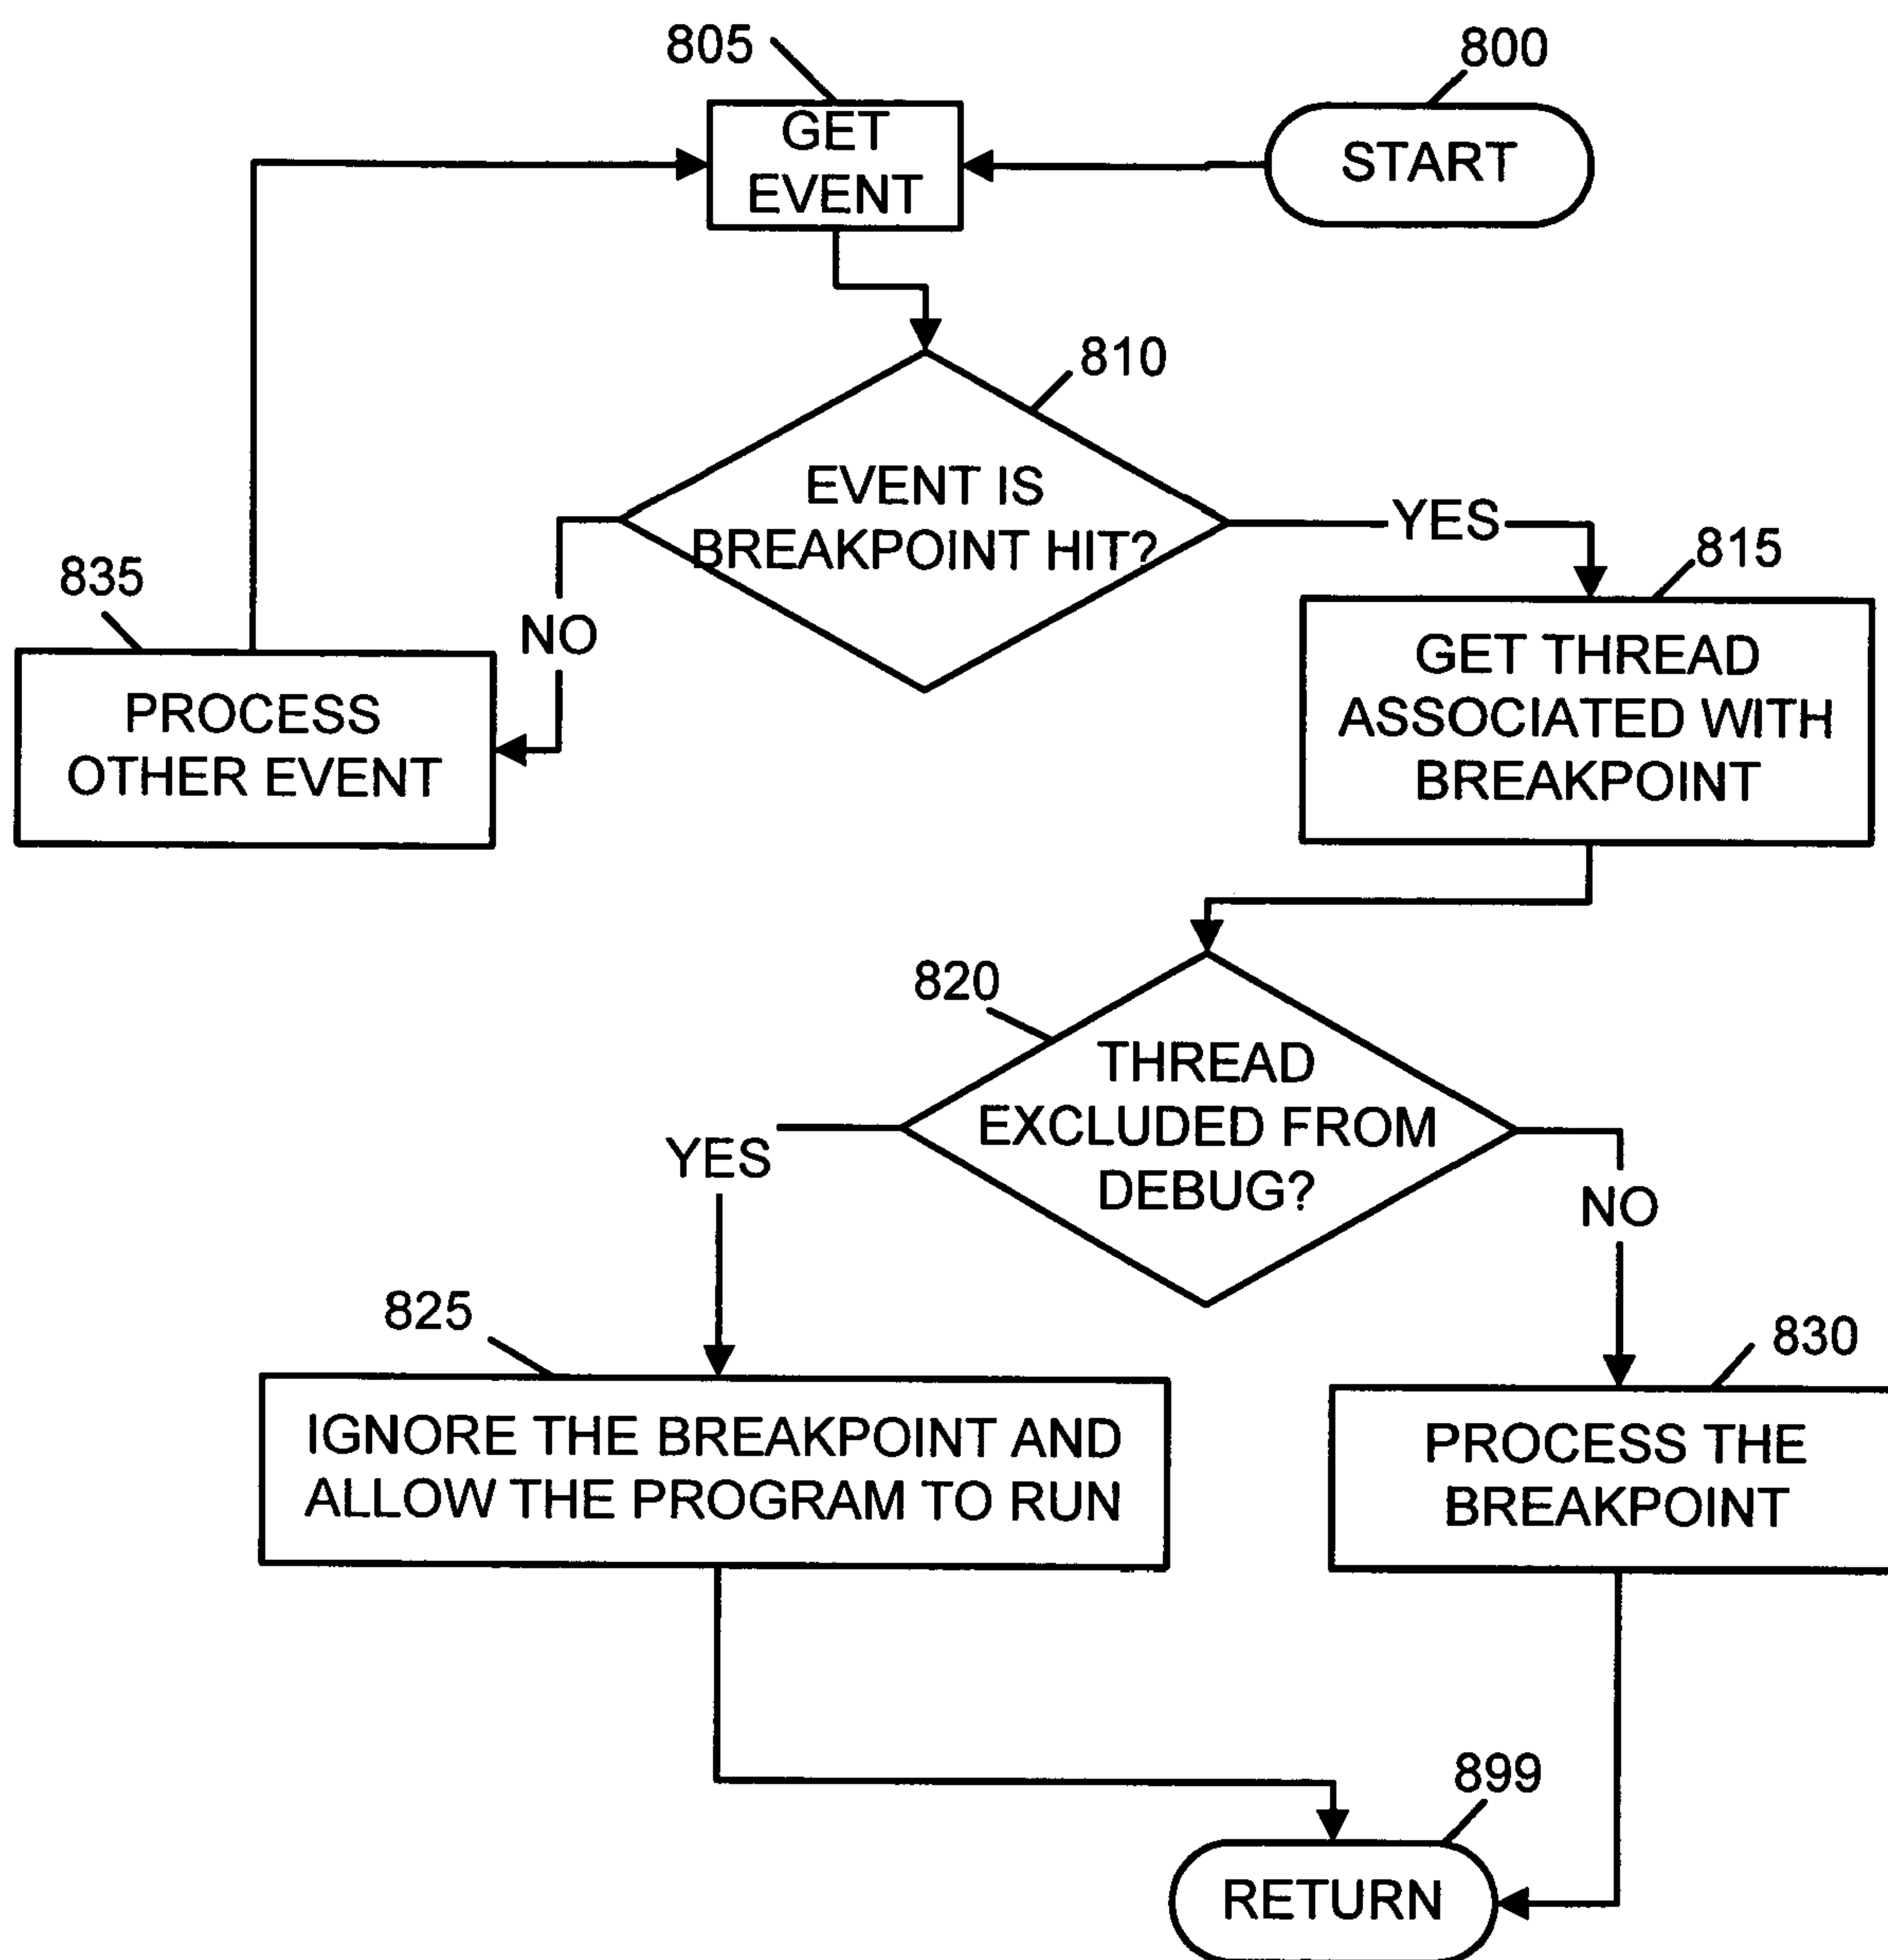 805
800
GET
EVENT
START
810
EVENT IS
BREAKPOINT HIT?
YES
815
835
NO
GET THREAD
ASSOCIATED WITH
BREAKPOINT
PROCESS
OTHER EVENT
820
THREAD
EXCLUDED FROM
DEBUG?
YES
NO
825
830
IGNORE THE BREAKPOINT AND
ALLOW THE PROGRAM TO RUN
PROCESS THE
BREAKPOINT
899
RETURN